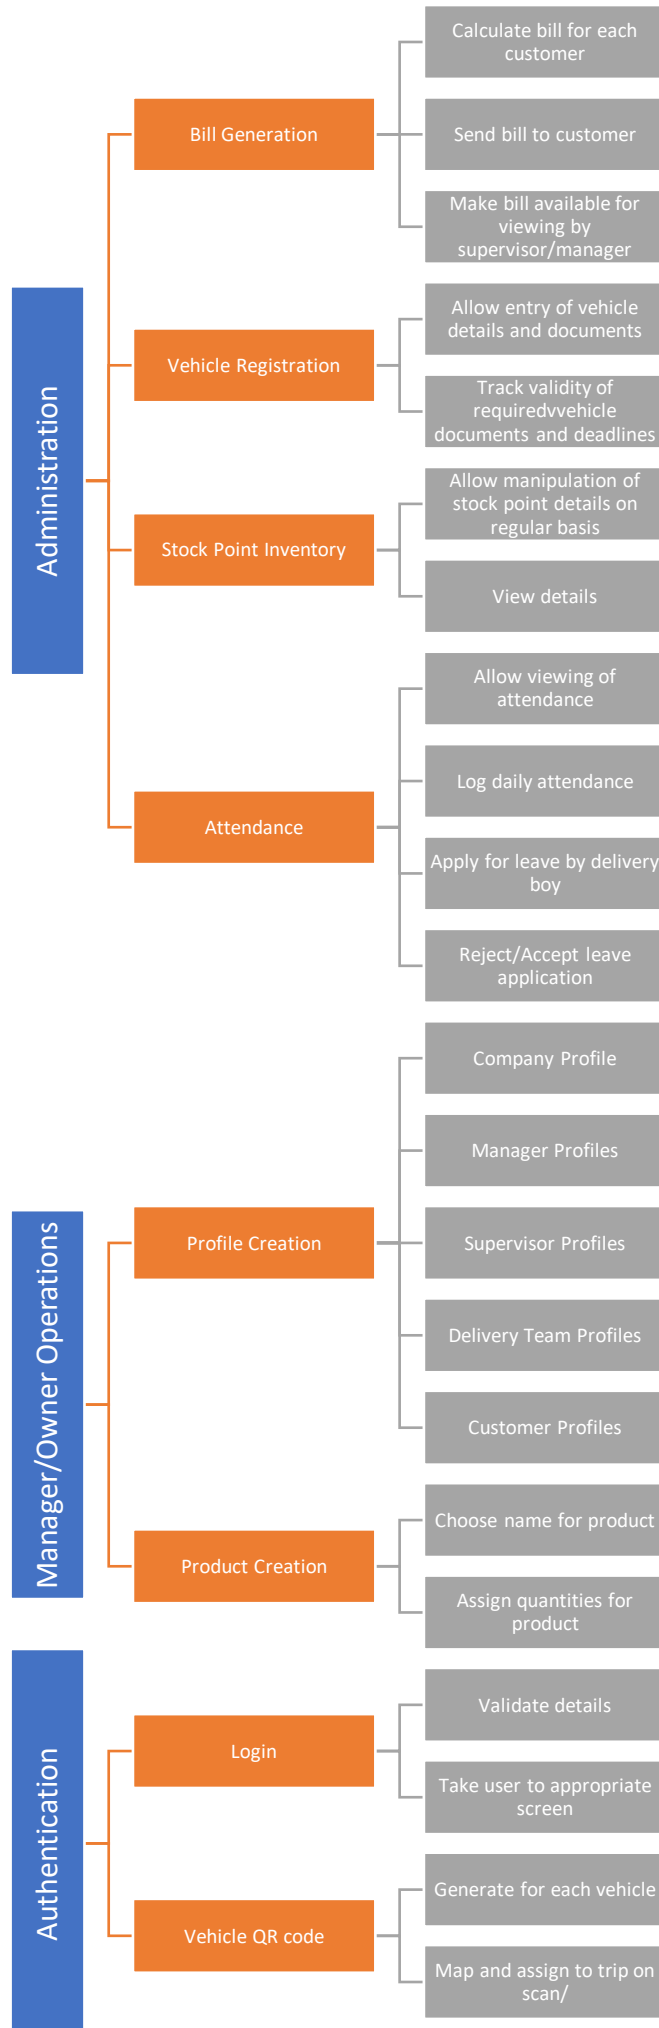 Administration
Bill Generation
Calculate bill for each
customer
Send bill to customer
Make bill available for
viewing by
supervisor/manager
Vehicle Registration
Allow entry of vehicle
details and documents
Track validity of
requiredvvehicle
documents and deadlines
Stock Point Inventory
Allow manipulation of
stock point details on
regular basis
View details
Attendance
Allow viewing of
attendance
Log daily attendance
Apply for leave by delivery
boy
Reject/Accept leave
application
Manager/Owner Operations
Profile Creation
Company Profile
Manager Profiles
Supervisor Profiles
Delivery Team Profiles
Customer Profiles
Product Creation
Choose name for product
Assign quantities for
product
Authentication
Login
Validate details
Take user to appropriate
screen
Vehicle QR code
Generate for each vehicle
Map and assign to trip on
scan/